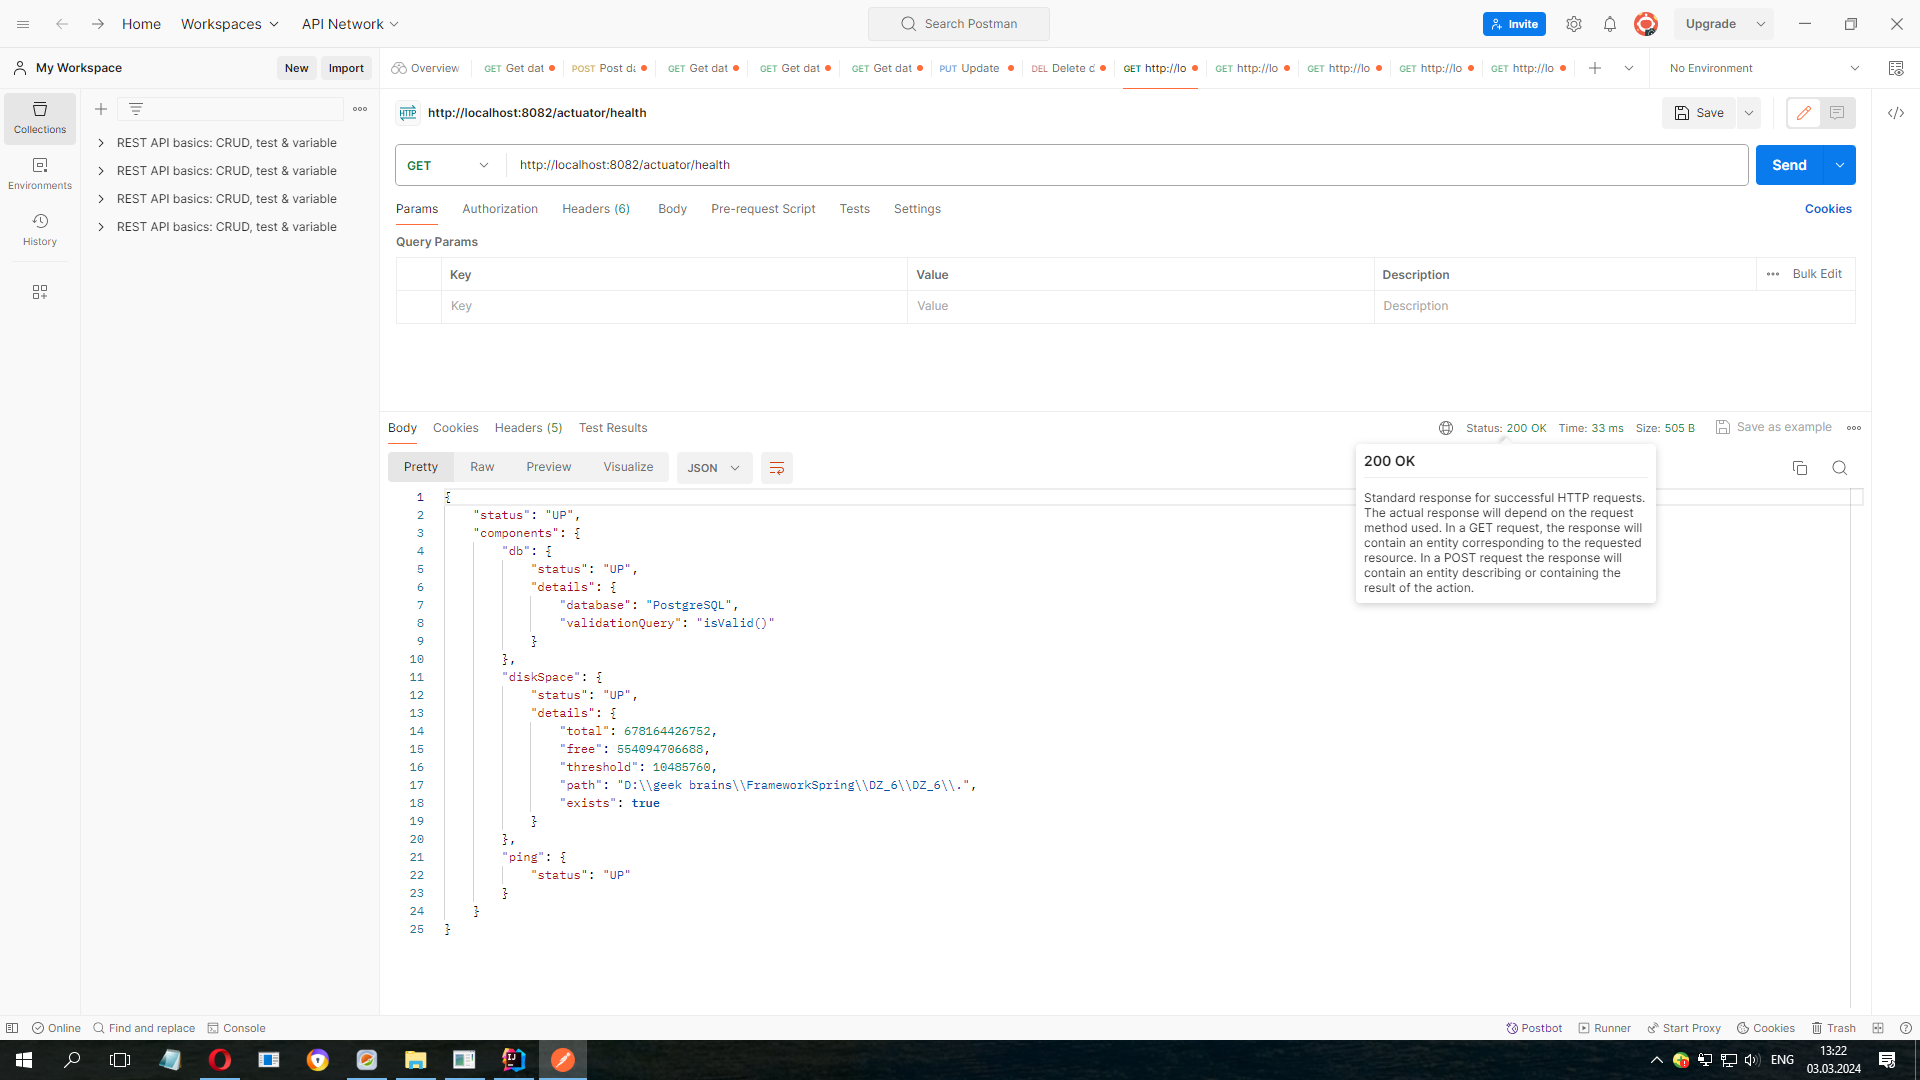 Home
Workspaces
API Network
Search Postman
Invite
Upgrade
My Workspace
New
Import
Overview
GET Get dat
POST Post da
GET Get dat
GET Get dat
GET Get dat
PUT Update
DEL Delete d
GET http://lo
GET http://lo
GET http://lo
GET http://lo
GET http://lo
No Environment
Collections
Environments
History
REST API basics: CRUD, test & variable
REST API basics: CRUD, test & variable
REST API basics: CRUD, test & variable
REST API basics: CRUD, test & variable
HTTP
http://localhost:8082/actuator/health
Save
GET
http://localhost:8082/actuator/health
Send
Params
Authorization
Headers (6)
Body
Pre-request Script
Tests
Settings
Cookies
Query Params
Key
Value
Description
Bulk Edit
Key
Value
Description
Body
Cookies
Headers (5)
Test Results
Status: 200 OK
Time: 33 ms
Size: 505 B
Save as example
Pretty
Raw
Preview
Visualize
JSON
200 OK
Standard response for successful HTTP requests.
The actual response will depend on the request
method used. In a GET request, the response will
contain an entity corresponding to the requested
resource. In a POST request the response will
contain an entity describing or containing the
result of the action.
1 {
2 "status": "UP",
3 "components": {
4 "db": {
5 "status": "UP",
6 "details": {
7 "database": "PostgreSQL",
8 "validationQuery": "isValid()"
9 }
10 },
11 "diskSpace": {
12 "status": "UP",
13 "details": {
14 "total": 678164426752,
15 "free": 554094706688,
16 "threshold": 10485760,
17 "path": "D:\\geek brains\\FrameworkSpring\\DZ_6\\DZ_6\\.",
18 "exists": true
19 }
20 },
21 "ping": {
22 "status": "UP"
23 }
24 }
25 }
Online
Find and replace
Console
Postbot
Runner
Start Proxy
Cookies
Trash
ENG
13:22
03.03.2024